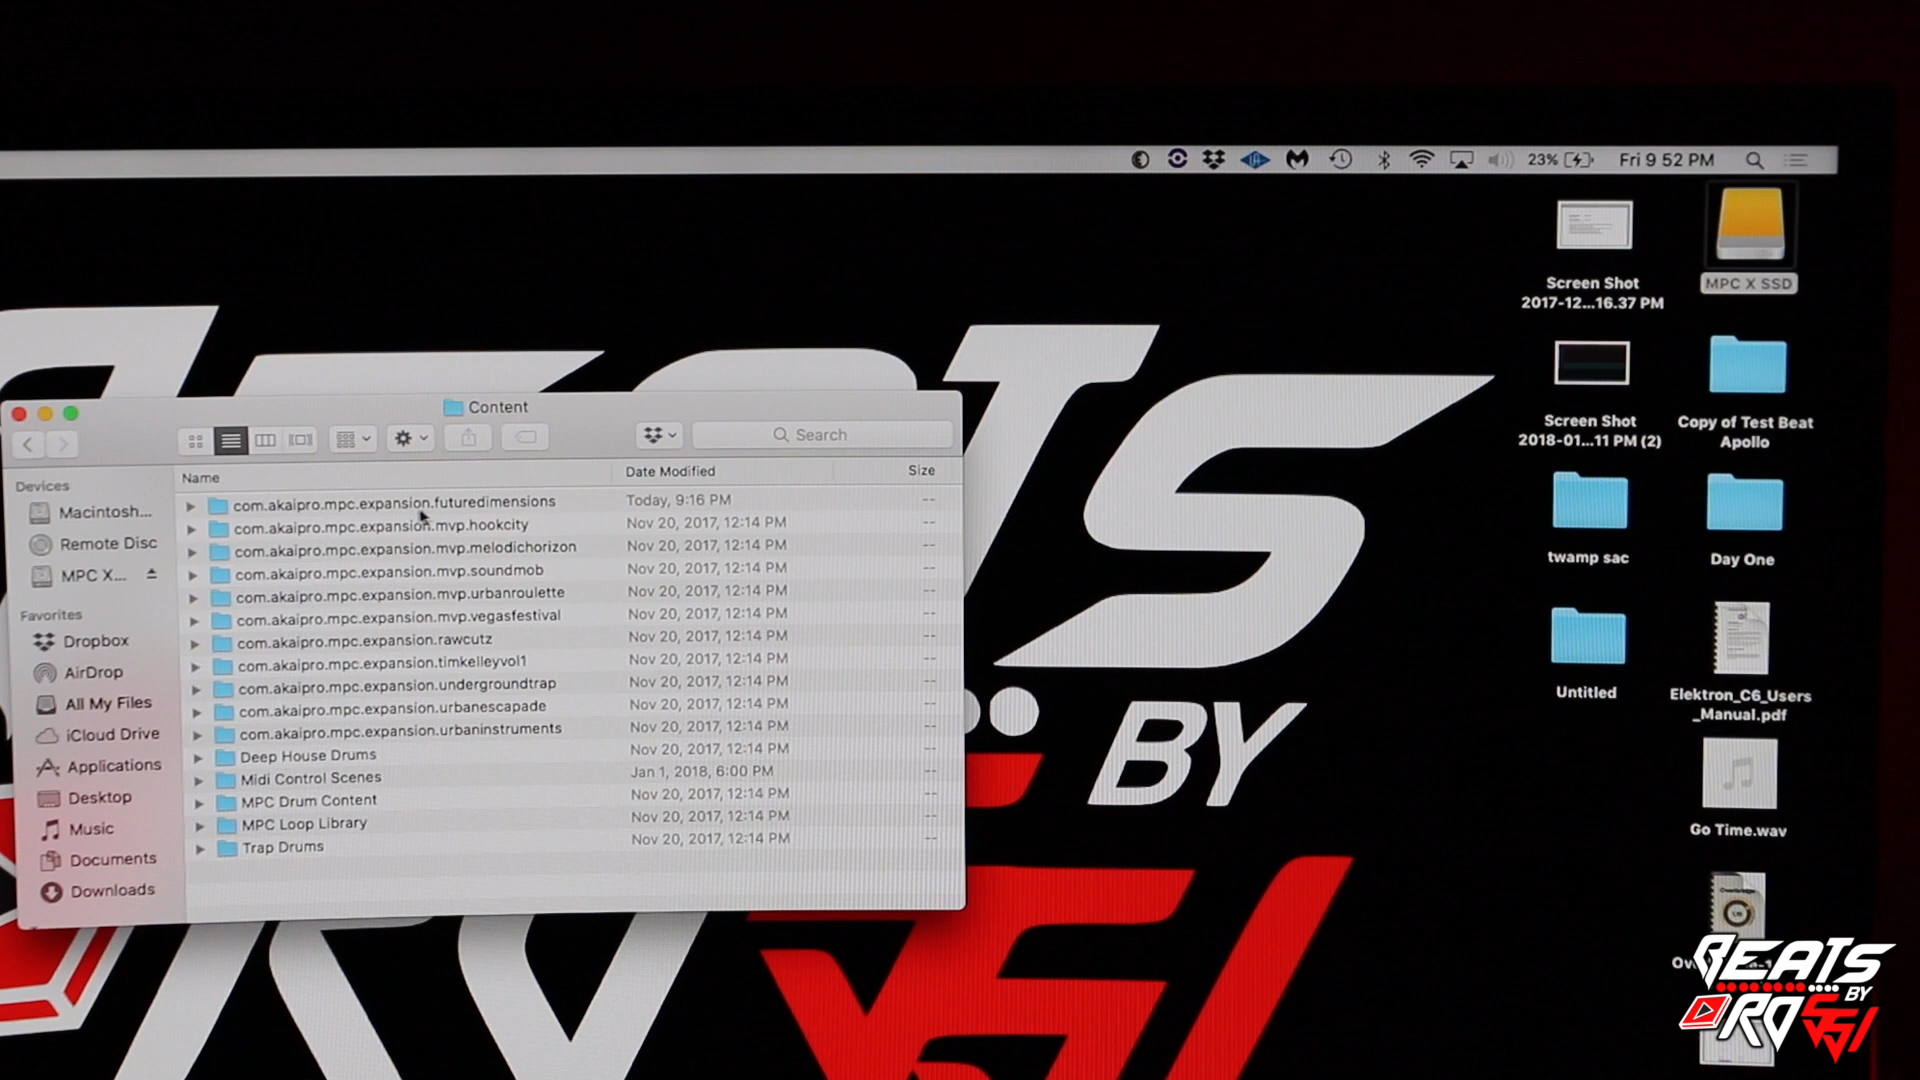 23%
Fri 9 52 PM
Screen Shot
2017-12...16.37 PM
MPC X SSD
Screen Shot
2018-01...11 PM (2)
Copy of Test Beat
Apollo
twamp sac
Day One
Untitled
Elektron_C6_Users
_Manual.pdf
Go Time.wav
Content
Search
Name
Date Modified
Size
Devices
Macintosh...
Remote Disc
MPC X...
Favorites
Dropbox
AirDrop
All My Files
iCloud Drive
Applications
Desktop
Music
Documents
Downloads
com.akaipro.mpc.expansion.futuredimensions Today, 9:16 PM --
com.akaipro.mpc.expansion.mvp.hookcity Nov 20, 2017, 12:14 PM --
com.akaipro.mpc.expansion.mvp.melodichorizon Nov 20, 2017, 12:14 PM --
com.akaipro.mpc.expansion.mvp.soundmob Nov 20, 2017, 12:14 PM --
com.akaipro.mpc.expansion.mvp.urbanroulette Nov 20, 2017, 12:14 PM --
com.akaipro.mpc.expansion.mvp.vegasfestival Nov 20, 2017, 12:14 PM --
com.akaipro.mpc.expansion.rawcutz Nov 20, 2017, 12:14 PM --
com.akaipro.mpc.expansion.timkelleyvol1 Nov 20, 2017, 12:14 PM --
com.akaipro.mpc.expansion.undergroundtrap Nov 20, 2017, 12:14 PM --
com.akaipro.mpc.expansion.urbanescapade Nov 20, 2017, 12:14 PM --
com.akaipro.mpc.expansion.urbaninstruments Nov 20, 2017, 12:14 PM --
Deep House Drums Nov 20, 2017, 12:14 PM --
Midi Control Scenes Jan 1, 2018, 6:00 PM --
MPC Drum Content Nov 20, 2017, 12:14 PM --
MPC Loop Library Nov 20, 2017, 12:14 PM --
Trap Drums Nov 20, 2017, 12:14 PM --
BY
BEATS
BY
ROSSI